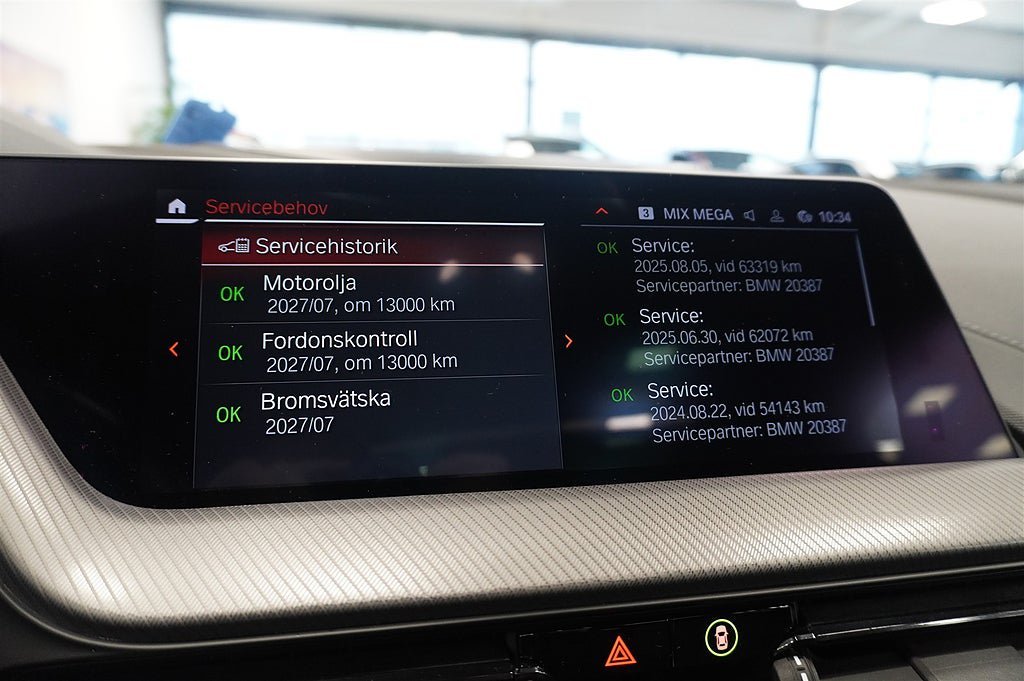 Servicebehov
Servicehistorik
OK Motorolja
2027/07, om 13000 km
OK Fordonskontroll
2027/07, om 13000 km
OK Bromsvätska
2027/07
3 MIX MEGA 10:34
OK Service:
2025.08.05, vid 63319 km
Servicepartner: BMW 20387
OK Service:
2025.06.30, vid 62072 km
Servicepartner: BMW 20387
OK Service:
2024.08.22, vid 54143 km
Servicepartner: BMW 20387